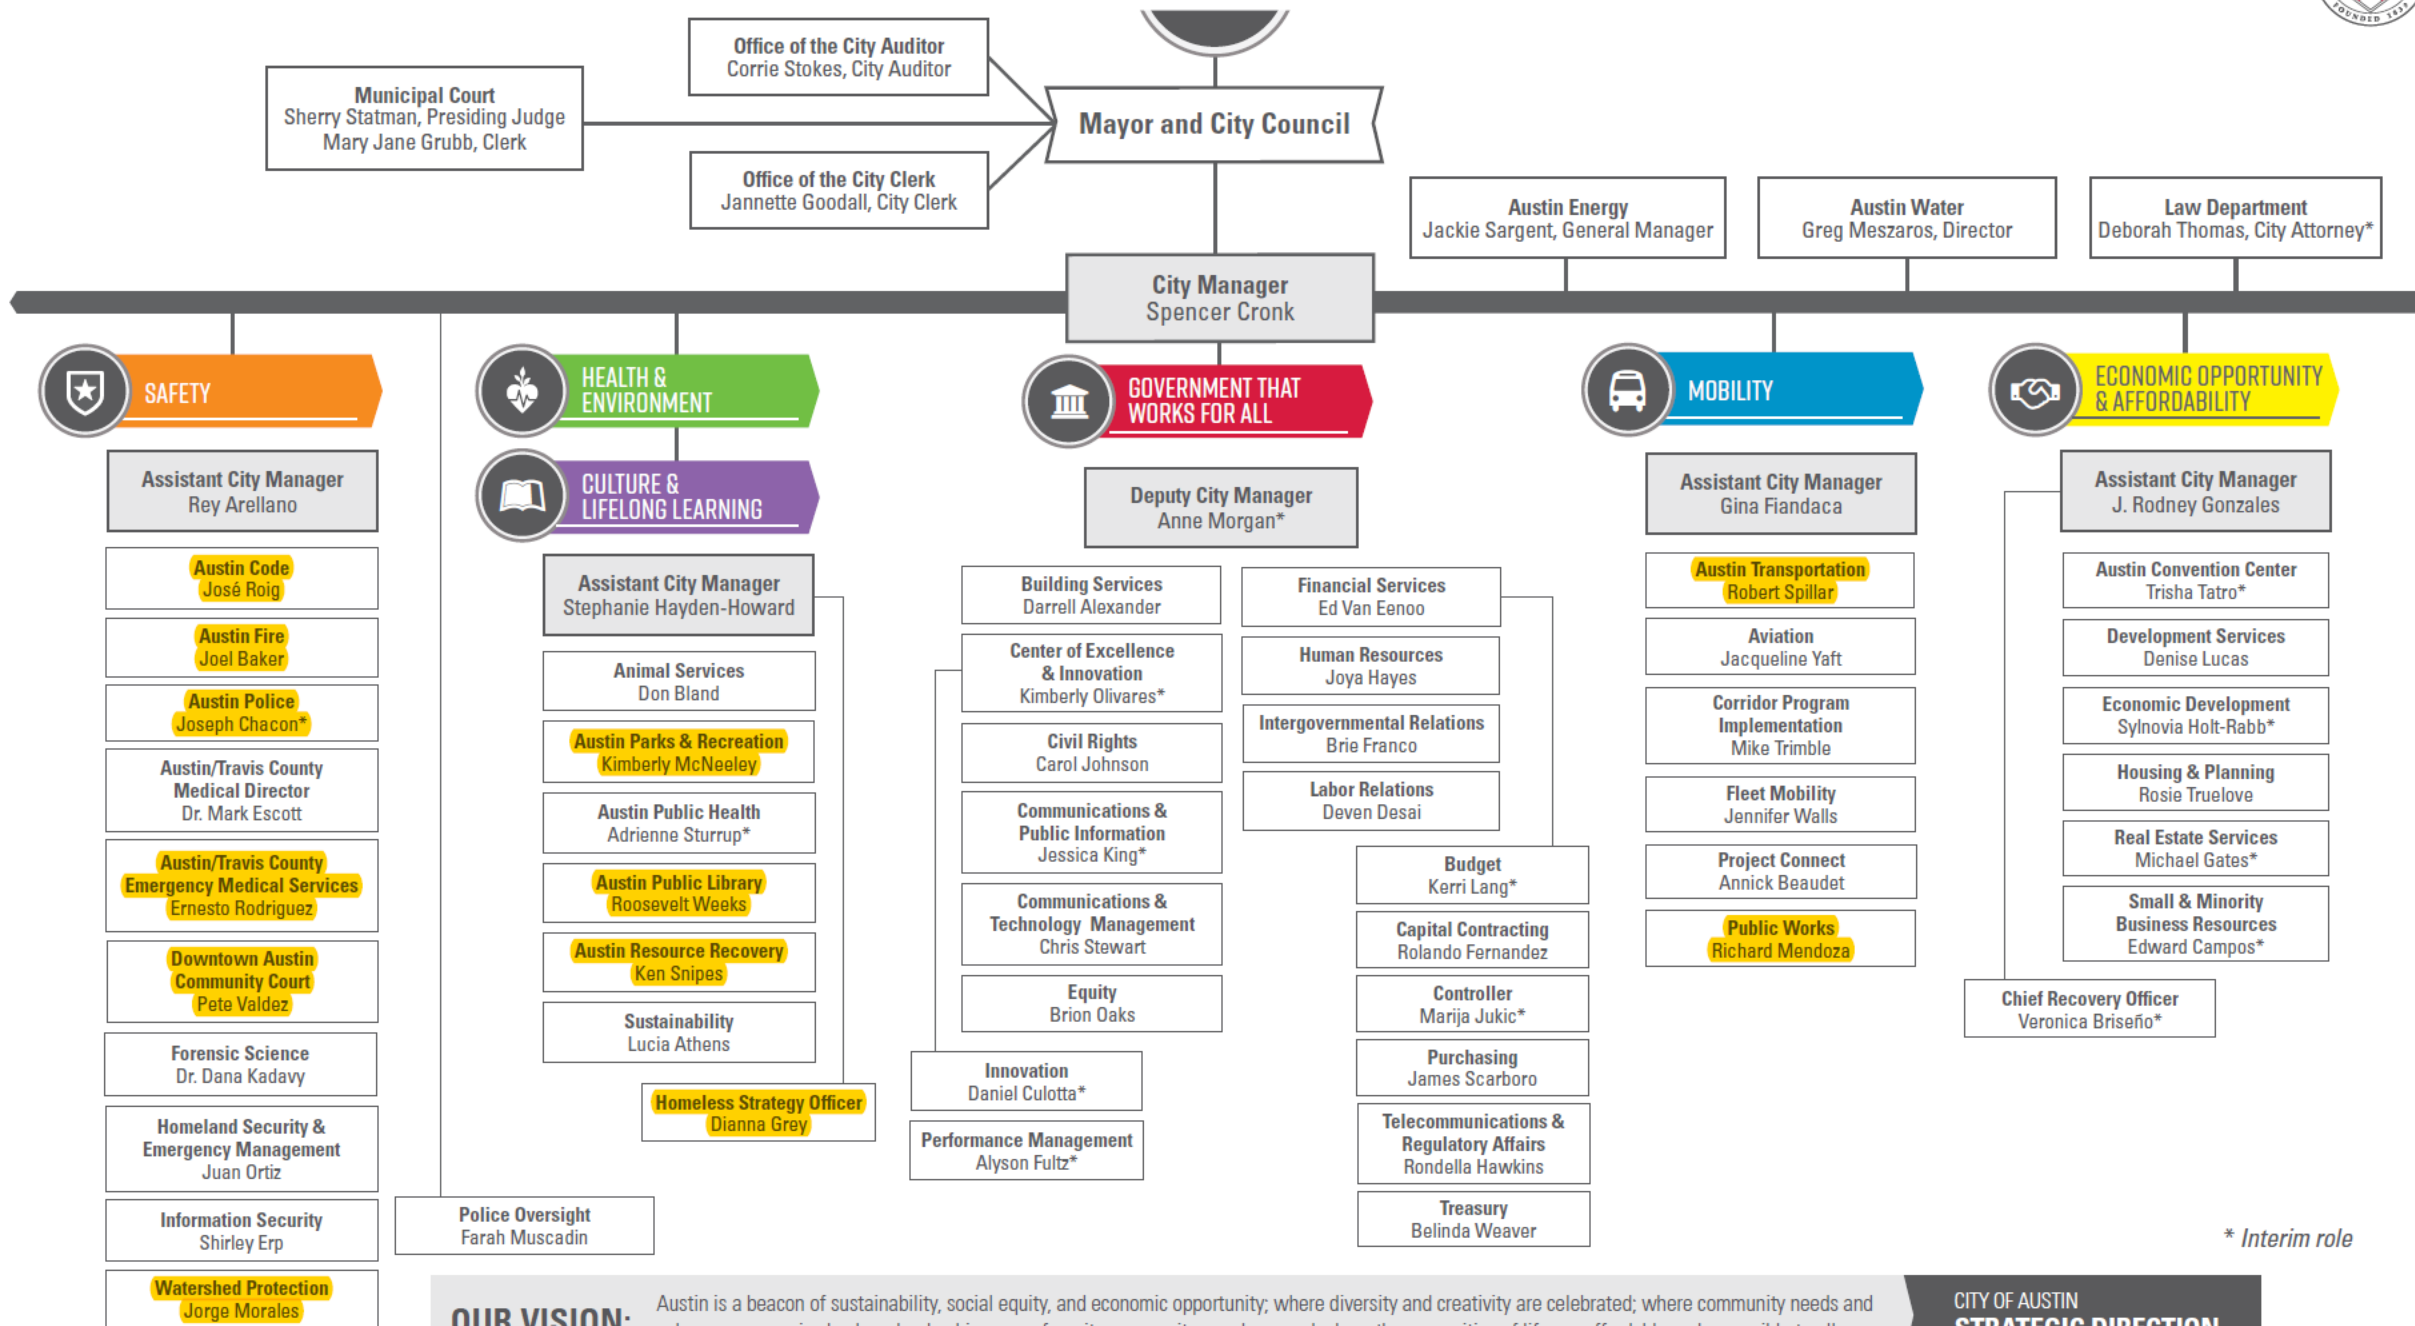 FOUNDED 1839
Office of the City Auditor
Corrie Stokes, City Auditor
Municipal Court
Sherry Statman, Presiding Judge
Mary Jane Grubb, Clerk
Mayor and City Council
Office of the City Clerk
Jannette Goodall, City Clerk
Austin Energy
Jackie Sargent, General Manager
Austin Water
Greg Meszaros, Director
Law Department
Deborah Thomas, City Attorney*
City Manager
Spencer Cronk
SAFETY
Assistant City Manager
Rey Arellano
Austin Code
José Roig
Austin Fire
Joel Baker
Austin Police
Joseph Chacon*
Austin/Travis County
Medical Director
Dr. Mark Escott
Austin/Travis County
Emergency Medical Services
Ernesto Rodriguez
Downtown Austin
Community Court
Pete Valdez
Forensic Science
Dr. Dana Kadavy
Homeland Security &
Emergency Management
Juan Ortiz
Information Security
Shirley Erp
Watershed Protection
Jorge Morales
Police Oversight
Farah Muscadin
HEALTH &
ENVIRONMENT
CULTURE &
LIFELONG LEARNING
Assistant City Manager
Stephanie Hayden-Howard
Animal Services
Don Bland
Austin Parks & Recreation
Kimberly McNeeley
Austin Public Health
Adrienne Sturrup*
Austin Public Library
Roosevelt Weeks
Austin Resource Recovery
Ken Snipes
Sustainability
Lucia Athens
Homeless Strategy Officer
Dianna Grey
GOVERNMENT THAT
WORKS FOR ALL
Deputy City Manager
Anne Morgan*
Building Services
Darrell Alexander
Center of Excellence
& Innovation
Kimberly Olivares*
Civil Rights
Carol Johnson
Communications &
Public Information
Jessica King*
Communications &
Technology Management
Chris Stewart
Equity
Brion Oaks
Innovation
Daniel Culotta*
Performance Management
Alyson Fultz*
Financial Services
Ed Van Eenoo
Human Resources
Joya Hayes
Intergovernmental Relations
Brie Franco
Labor Relations
Deven Desai
Budget
Kerri Lang*
Capital Contracting
Rolando Fernandez
Controller
Marija Jukic*
Purchasing
James Scarboro
Telecommunications &
Regulatory Affairs
Rondella Hawkins
Treasury
Belinda Weaver
MOBILITY
Assistant City Manager
Gina Fiandaca
Austin Transportation
Robert Spillar
Aviation
Jacqueline Yaft
Corridor Program
Implementation
Mike Trimble
Fleet Mobility
Jennifer Walls
Project Connect
Annick Beaudet
Public Works
Richard Mendoza
ECONOMIC OPPORTUNITY
& AFFORDABILITY
Assistant City Manager
J. Rodney Gonzales
Austin Convention Center
Trisha Tatro*
Development Services
Denise Lucas
Economic Development
Sylnovia Holt-Rabb*
Housing & Planning
Rosie Truelove
Real Estate Services
Michael Gates*
Small & Minority
Business Resources
Edward Campos*
Chief Recovery Officer
Veronica Briseño*
* Interim role
OUR VISION:
Austin is a beacon of sustainability, social equity, and economic opportunity; where diversity and creativity are celebrated; where community needs and
CITY OF AUSTIN
STRATEGIC DIRECTION